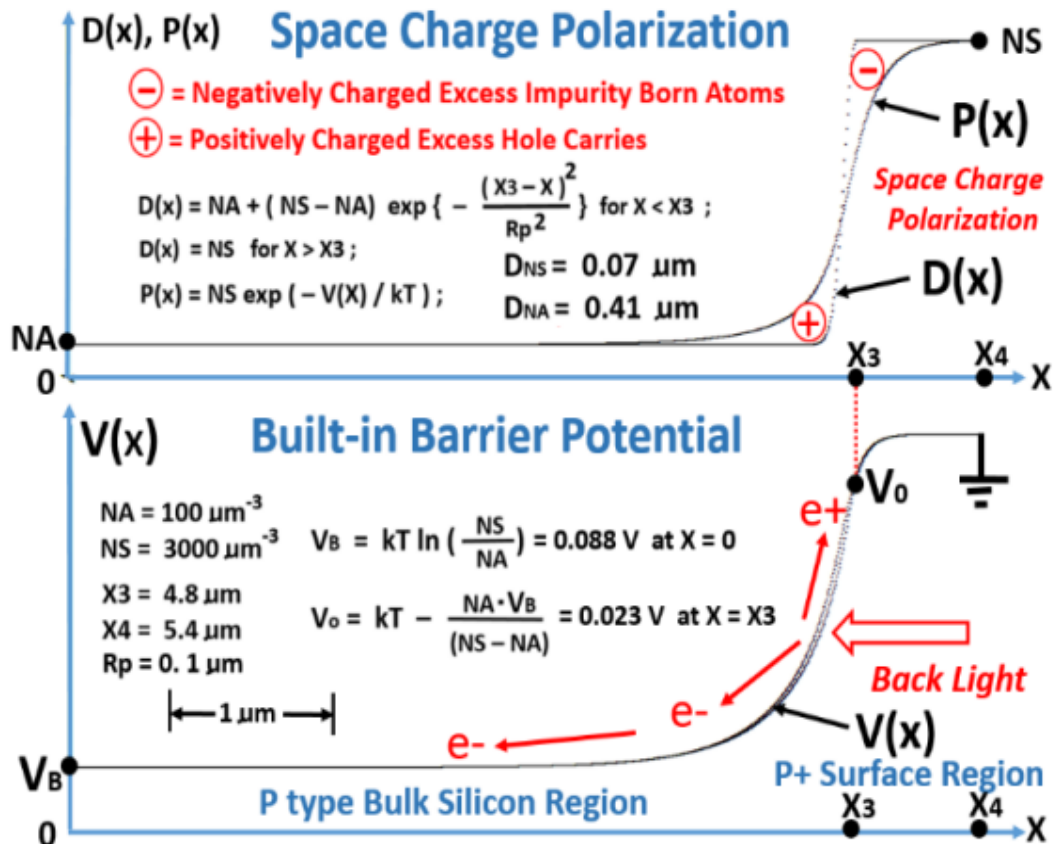 D(x), P(x)
Space Charge Polarization
NS
− = Negatively Charged Excess Impurity Born Atoms
−
P(x)
+ = Positively Charged Excess Hole Carries
Space Charge
Polarization
D(x) = NA + ( NS – NA) exp { – (X3 – X)² / Rp² } for X < X3 ;
D(x) = NS for X > X3 ;
DNS = 0.07 μm
D(x)
P(x) = NS exp ( – V(X) / kT ) ;
DNA = 0.41 μm
+
NA
X3
X4
0
X
V(x)
Built-in Barrier Potential
V0
NA = 100 μm⁻³
e+
NS = 3000 μm⁻³
VB = kT ln ( NS / NA ) = 0.088 V at X = 0
X3 = 4.8 μm
X4 = 5.4 μm
Vo = kT – NA · VB / (NS – NA) = 0.023 V at X = X3
Rp = 0. 1 μm
Back Light
1 μm
e-
e-
V(x)
VB
P type Bulk Silicon Region
P+ Surface Region
X3
X4
0
X